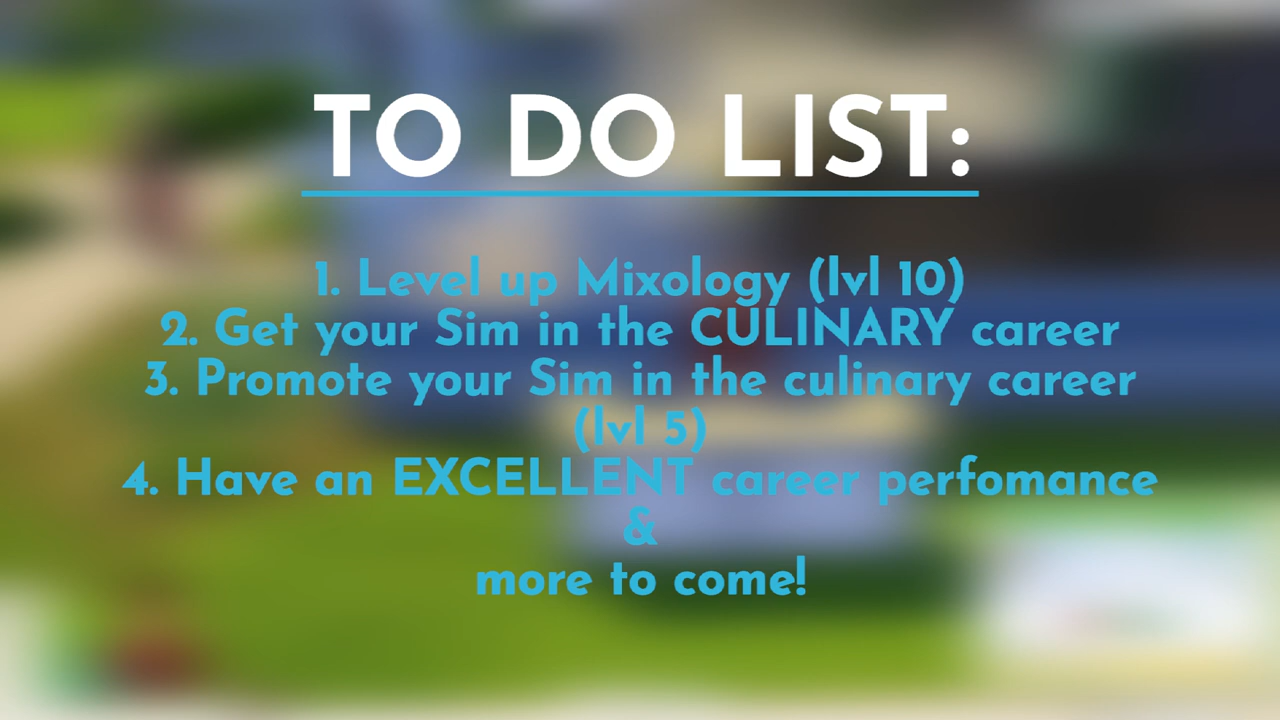 TO DO LIST:
1. Level up Mixology (lvl 10)
2. Get your Sim in the CULINARY career
3. Promote your Sim in the culinary career
(lvl 5)
4. Have an EXCELLENT career perfomance
&
more to come!